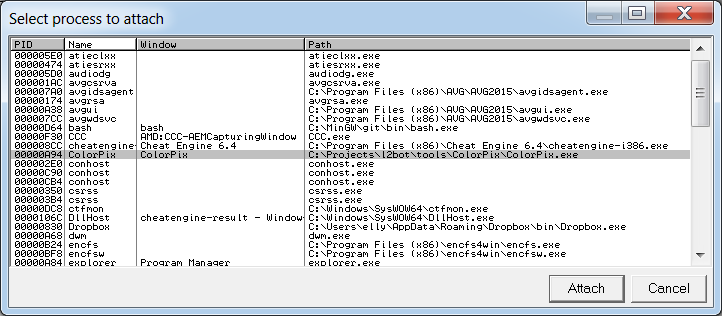 Select process to attach
PID Name Window Path
000005E0 atieclxx atieclxx.exe
00000474 atiesrxx atiesrxx.exe
000005D0 audiodg audiodg.exe
000001AC avgcsrva avgcsrva.exe
000007A0 avgidsagent C:\Program Files (x86)\AVG\AVG2015\avgidsagent.exe
00000174 avgrsa avgrsa.exe
00000A38 avgui C:\Program Files (x86)\AVG\AVG2015\avgui.exe
000007CC avgwdsvc C:\Program Files (x86)\AVG\AVG2015\avgwdsvc.exe
00000D64 bash bash C:\MinGW\git\bin\bash.exe
00000F30 CCC AMD:CCC-AEMCapturingWindow CCC.exe
000008CC cheatengine- Cheat Engine 6.4 C:\Program Files (x86)\Cheat Engine 6.4\cheatengine-i386.exe
00000A94 ColorPix ColorPix C:\Projects\l2bot\tools\ColorPix\ColorPix.exe
000002E0 conhost conhost.exe
00000C90 conhost conhost.exe
00000CB4 conhost conhost.exe
00000350 csrss csrss.exe
000003B4 csrss csrss.exe
00000DC8 ctfmon C:\Windows\SysWOW64\ctfmon.exe
0000106C DllHost cheatengine-result - Window C:\Windows\SysWOW64\DllHost.exe
00000830 Dropbox C:\Users\elly\AppData\Roaming\Dropbox\bin\Dropbox.exe
00000A68 dwm dwm.exe
00000B24 encfs C:\Program Files (x86)\encfs4win\encfs.exe
00000BF8 encfsw C:\Program Files (x86)\encfs4win\encfsw.exe
00000A84 explorer Program Manager explorer.exe
Attach Cancel